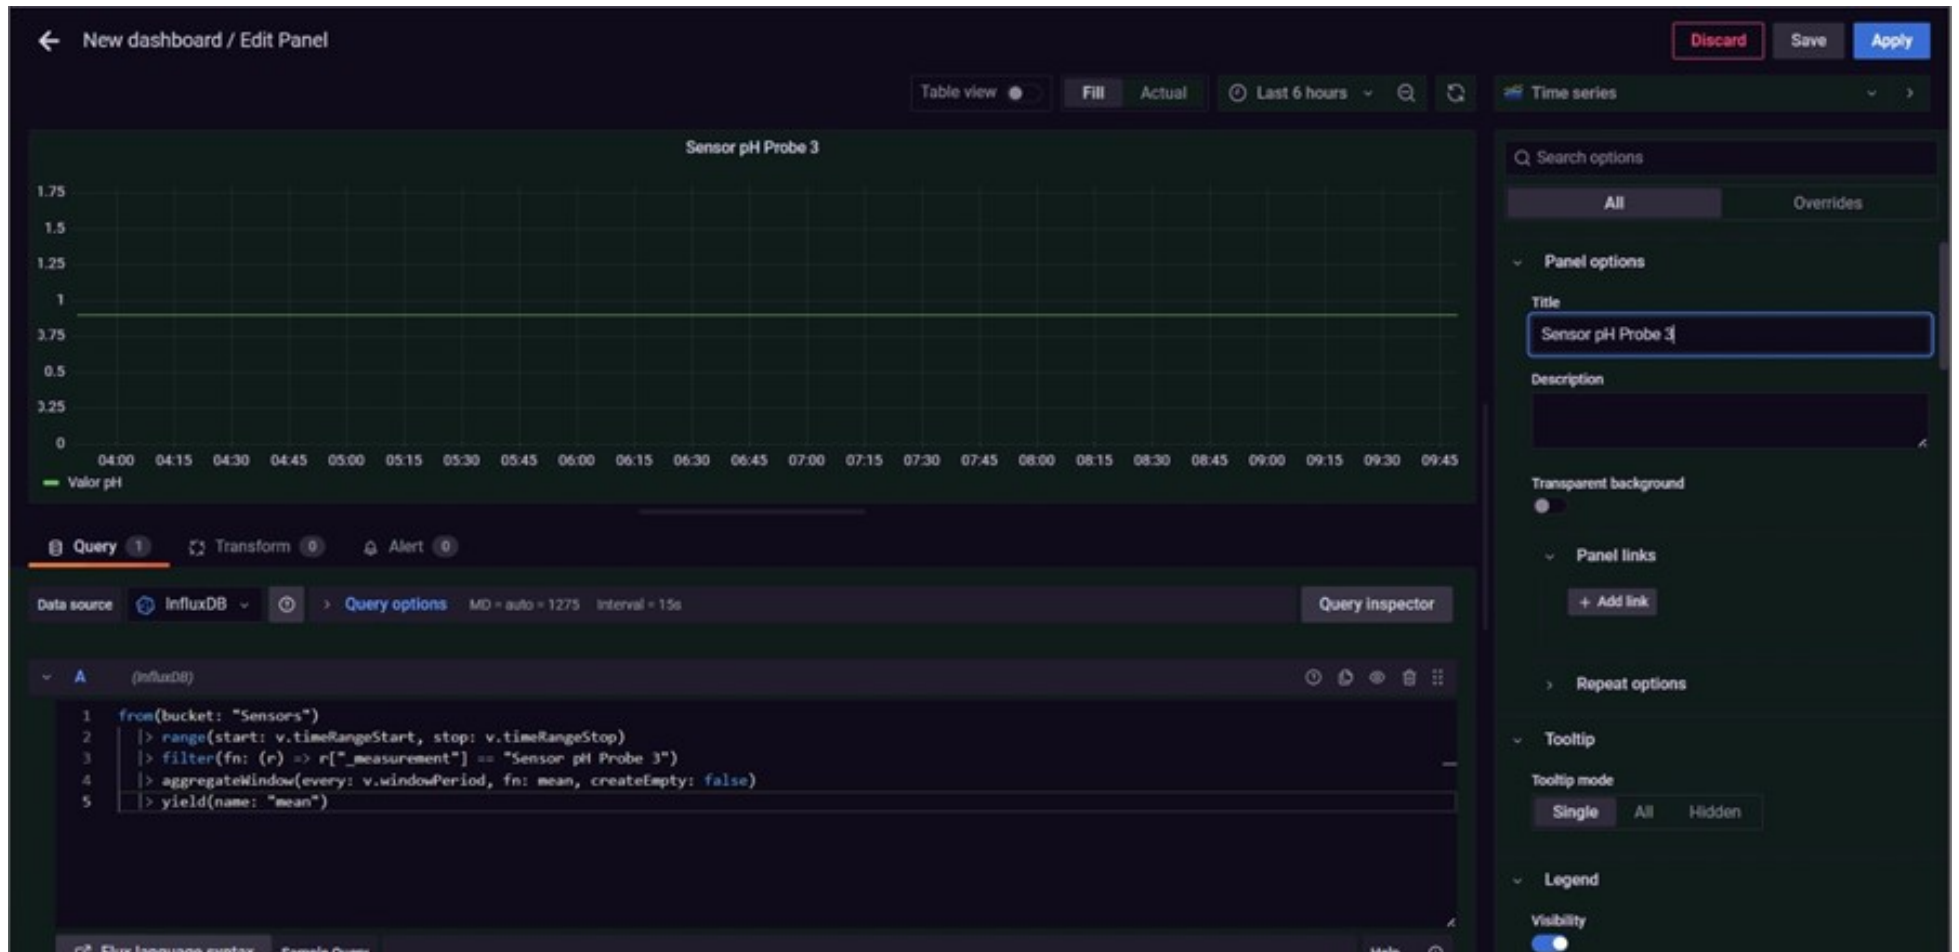 New dashboard / Edit Panel
Discard
Save
Apply
Table view
Fill
Actual
Last 6 hours
Time series
Sensor pH Probe 3
1.75
1.5
1.25
1
0.75
0.5
0.25
0
04:00 04:15 04:30 04:45 05:00 05:15 05:30 05:45 06:00 06:15 06:30 06:45 07:00 07:15 07:30 07:45 08:00 08:15 08:30 08:45 09:00 09:15 09:30 09:45
Valor pH
Search options
All
Overrides
Panel options
Title
Sensor pH Probe 3
Description
Transparent background
Panel links
+ Add link
Repeat options
Tooltip
Tooltip mode
Single All Hidden
Legend
Visibility
Query 1
Transform 0
Alert 0
Data source
InfluxDB
Query options
MD = auto = 1275 Interval = 15s
Query inspector
A (InfluxDB)
1 from(bucket: "Sensors")
2 |> range(start: v.timeRangeStart, stop: v.timeRangeStop)
3 |> filter(fn: (r) => r["_measurement"] == "Sensor pH Probe 3")
4 |> aggregateWindow(every: v.windowPeriod, fn: mean, createEmpty: false)
5 |> yield(name: "mean")
Flux language syntax
Sample Query
Help